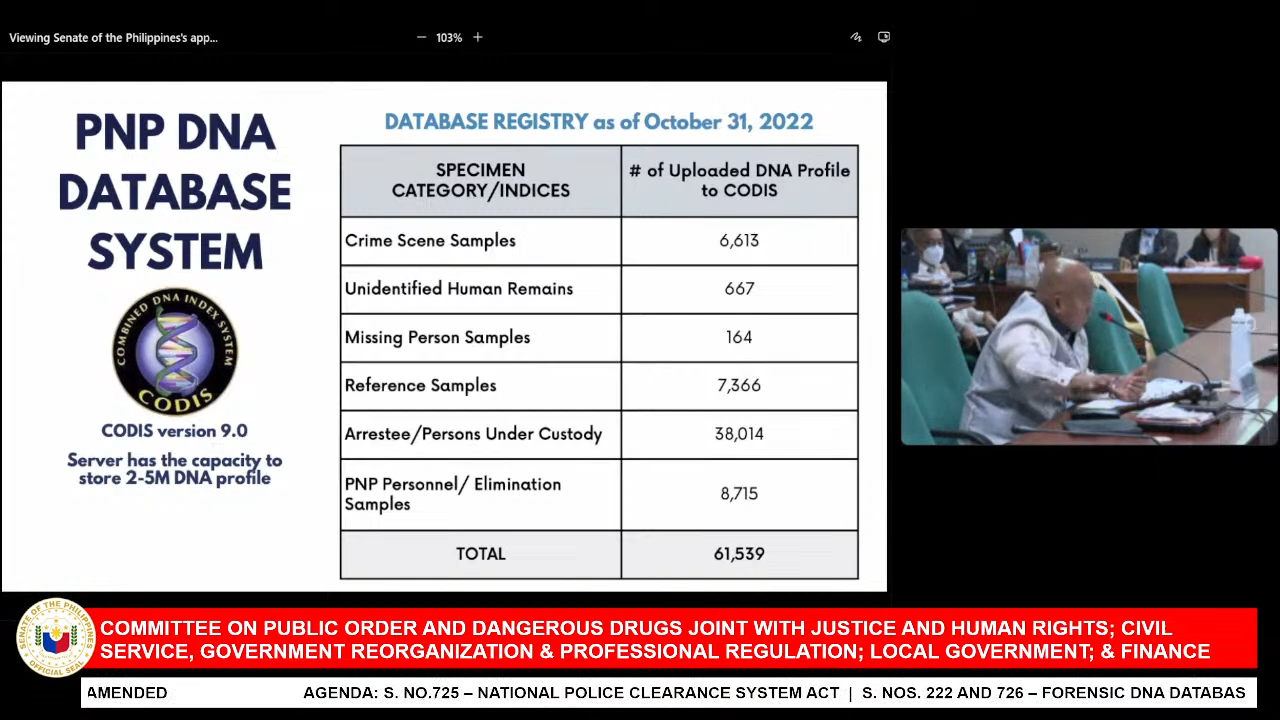 Viewing Senate of the Philippines's app...
103%
PNP DNA
DATABASE
SYSTEM
COMBINED DNA INDEX SYSTEM
CODIS
CODIS version 9.0
Server has the capacity to
store 2-5M DNA profile
DATABASE REGISTRY as of October 31, 2022
SPECIMEN
CATEGORY/INDICES
# of Uploaded DNA Profile
to CODIS
Crime Scene Samples 6,613
Unidentified Human Remains 667
Missing Person Samples 164
Reference Samples 7,366
Arrestee/Persons Under Custody 38,014
PNP Personnel/ Elimination
Samples
8,715
TOTAL 61,539
SENATE OF THE PHILIPPINES
OFFICIAL SEAL
COMMITTEE ON PUBLIC ORDER AND DANGEROUS DRUGS JOINT WITH JUSTICE AND HUMAN RIGHTS; CIVIL
SERVICE, GOVERNMENT REORGANIZATION & PROFESSIONAL REGULATION; LOCAL GOVERNMENT; & FINANCE
AMENDED AGENDA: S. NO.725 – NATIONAL POLICE CLEARANCE SYSTEM ACT | S. NOS. 222 AND 726 – FORENSIC DNA DATABAS